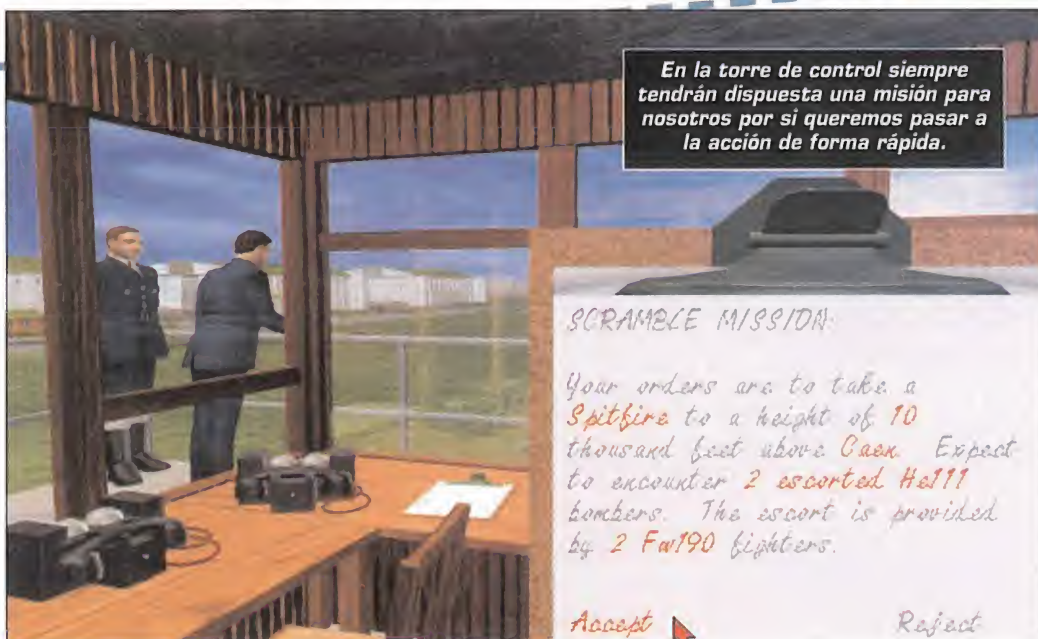 En la torre de control siempre
tendrán dispuesta una misión para
nosotros por si queremos pasar a
la acción de forma rápida.
SCRAMBLE MISSION:
Your orders are to take a
Spitfire to a height of 10
thousand feet above Caen. Expect
to encounter 2 escorted He111
bombers. The escort is provided
by 2 Fw190 fighters.
Accept Reject